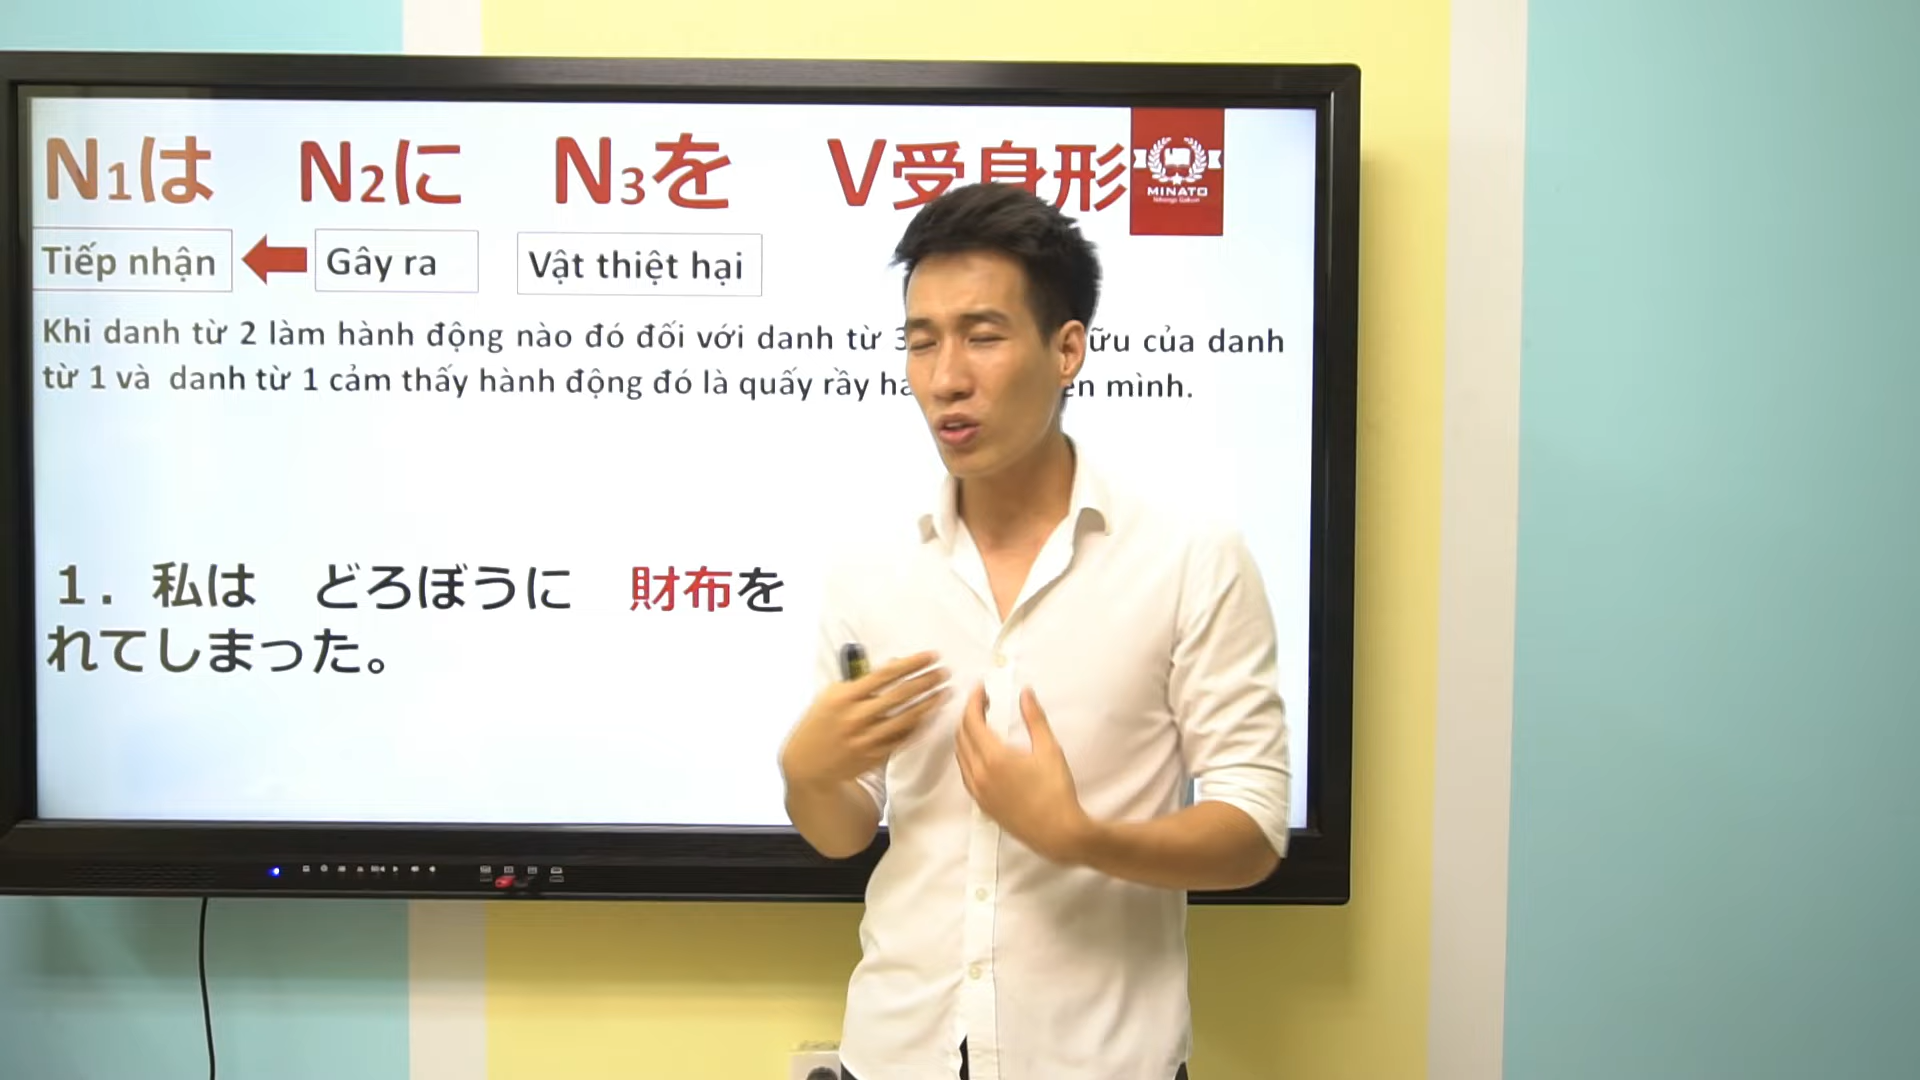 N1は N2に N3を V受身形
MINATO
Tiếp nhận Gây ra Vật thiệt hại
Khi danh từ 2 làm hành động nào đó đối với danh từ 3 ữu của danh
từ 1 và danh từ 1 cảm thấy hành động đó là quấy rầy mình.
1. 私は どろぼうに 財布を
れてしまった。